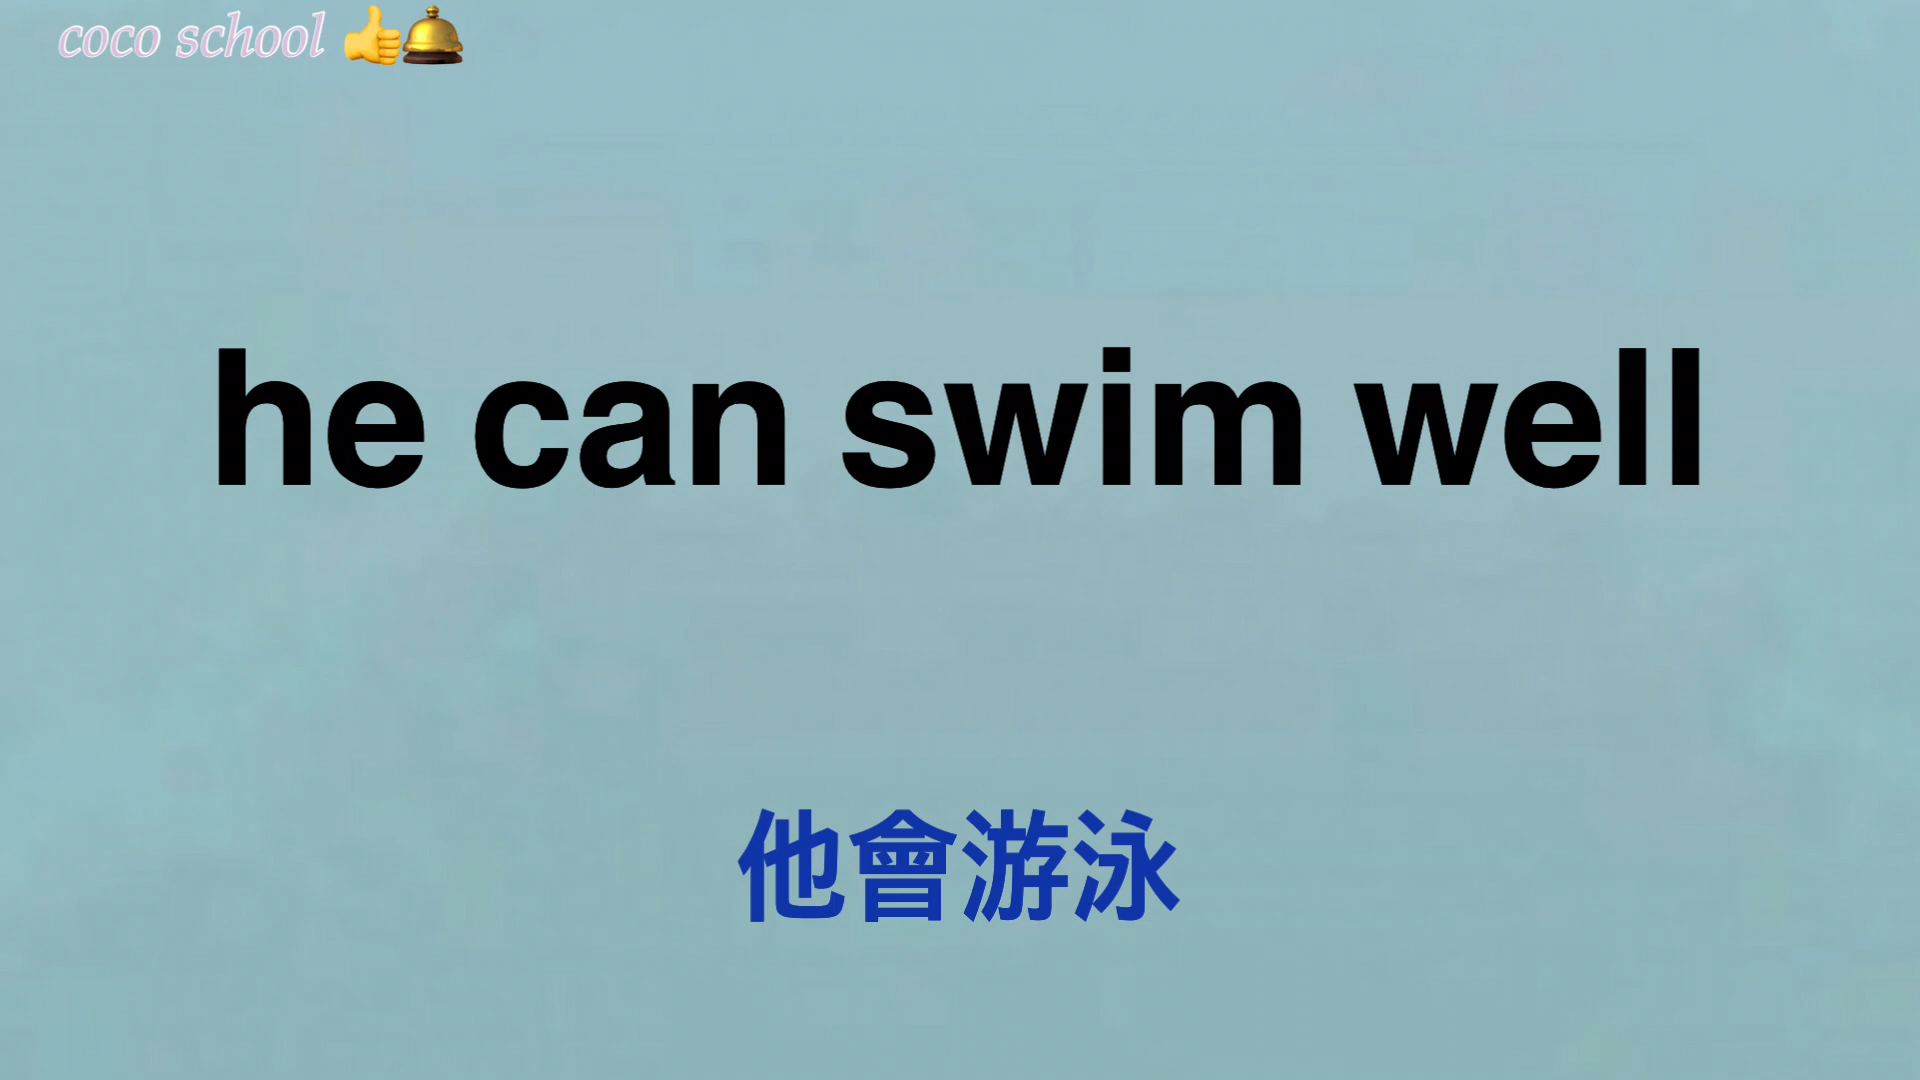 coco school 👍🛎️
he can swim well
他會游泳